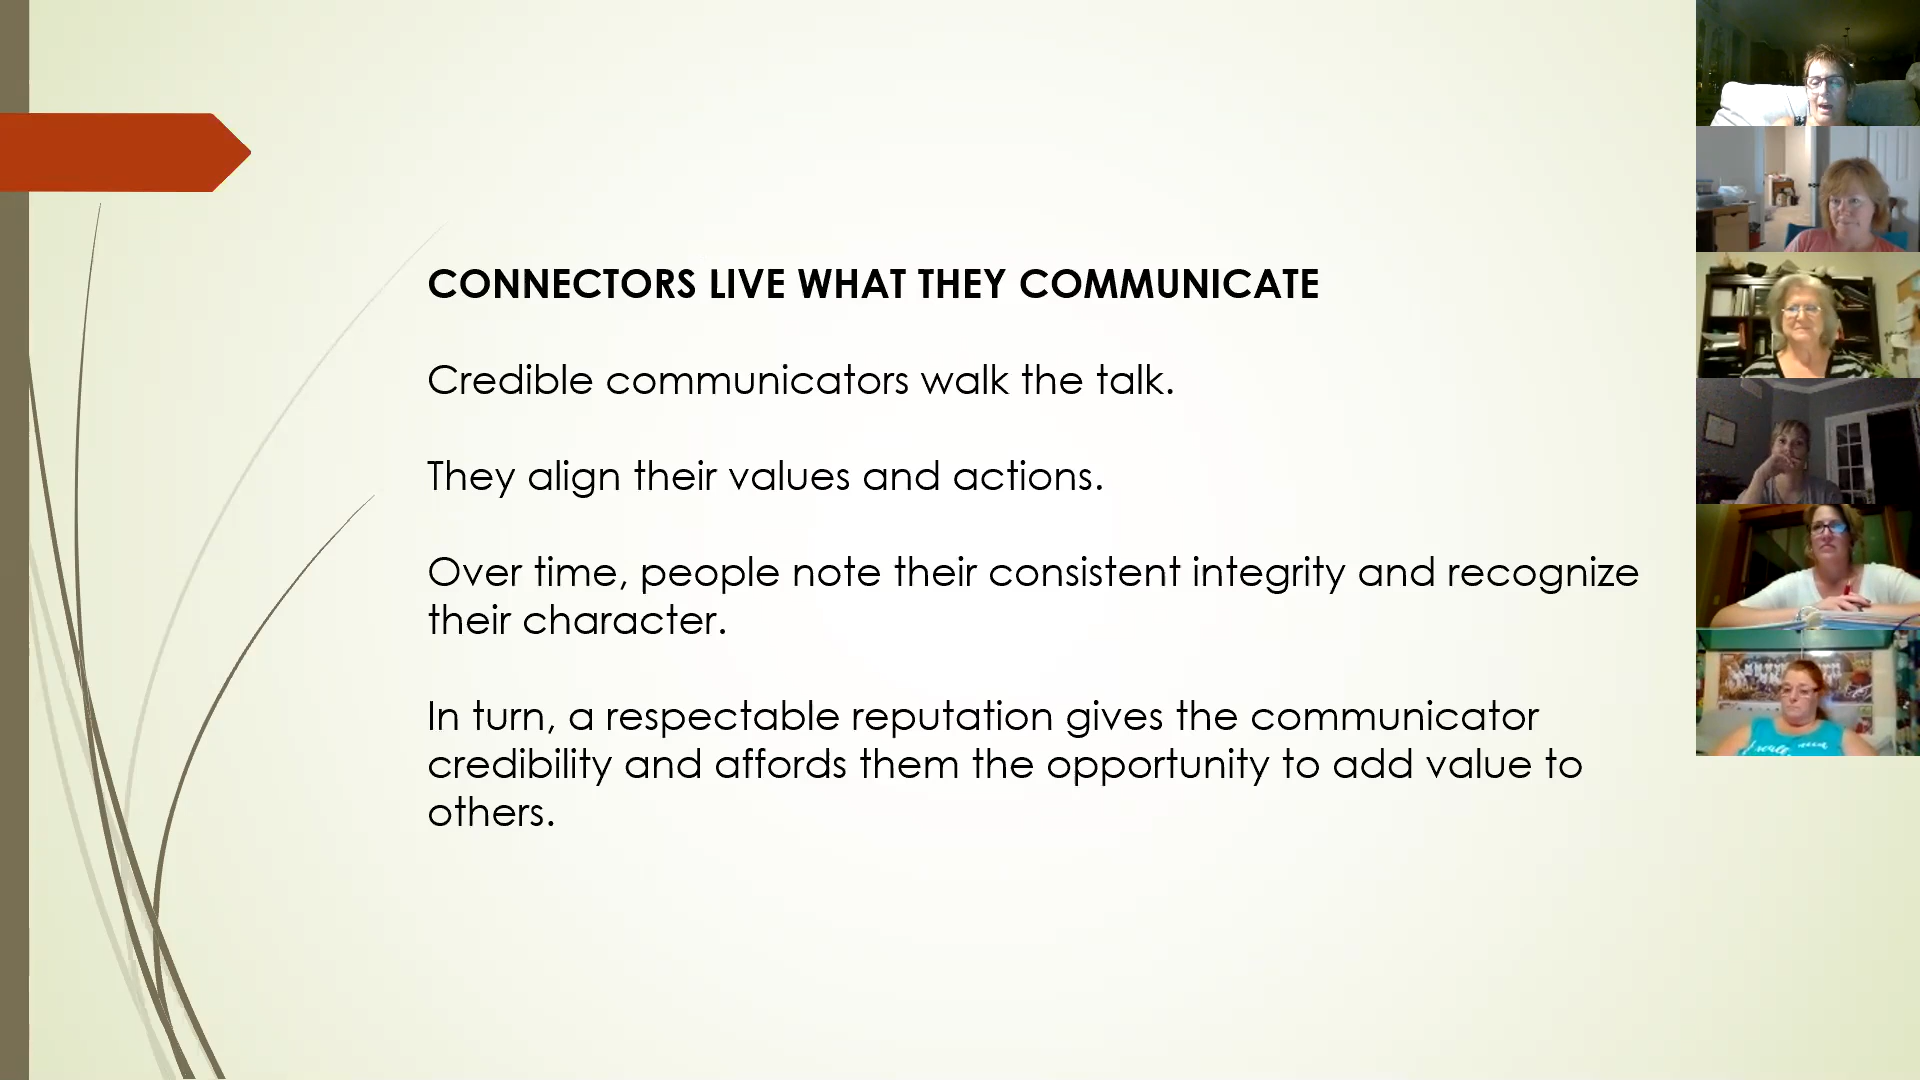 CONNECTORS LIVE WHAT THEY COMMUNICATE
Credible communicators walk the talk.
They align their values and actions.
Over time, people note their consistent integrity and recognize
their character.
In turn, a respectable reputation gives the communicator
credibility and affords them the opportunity to add value to
others.